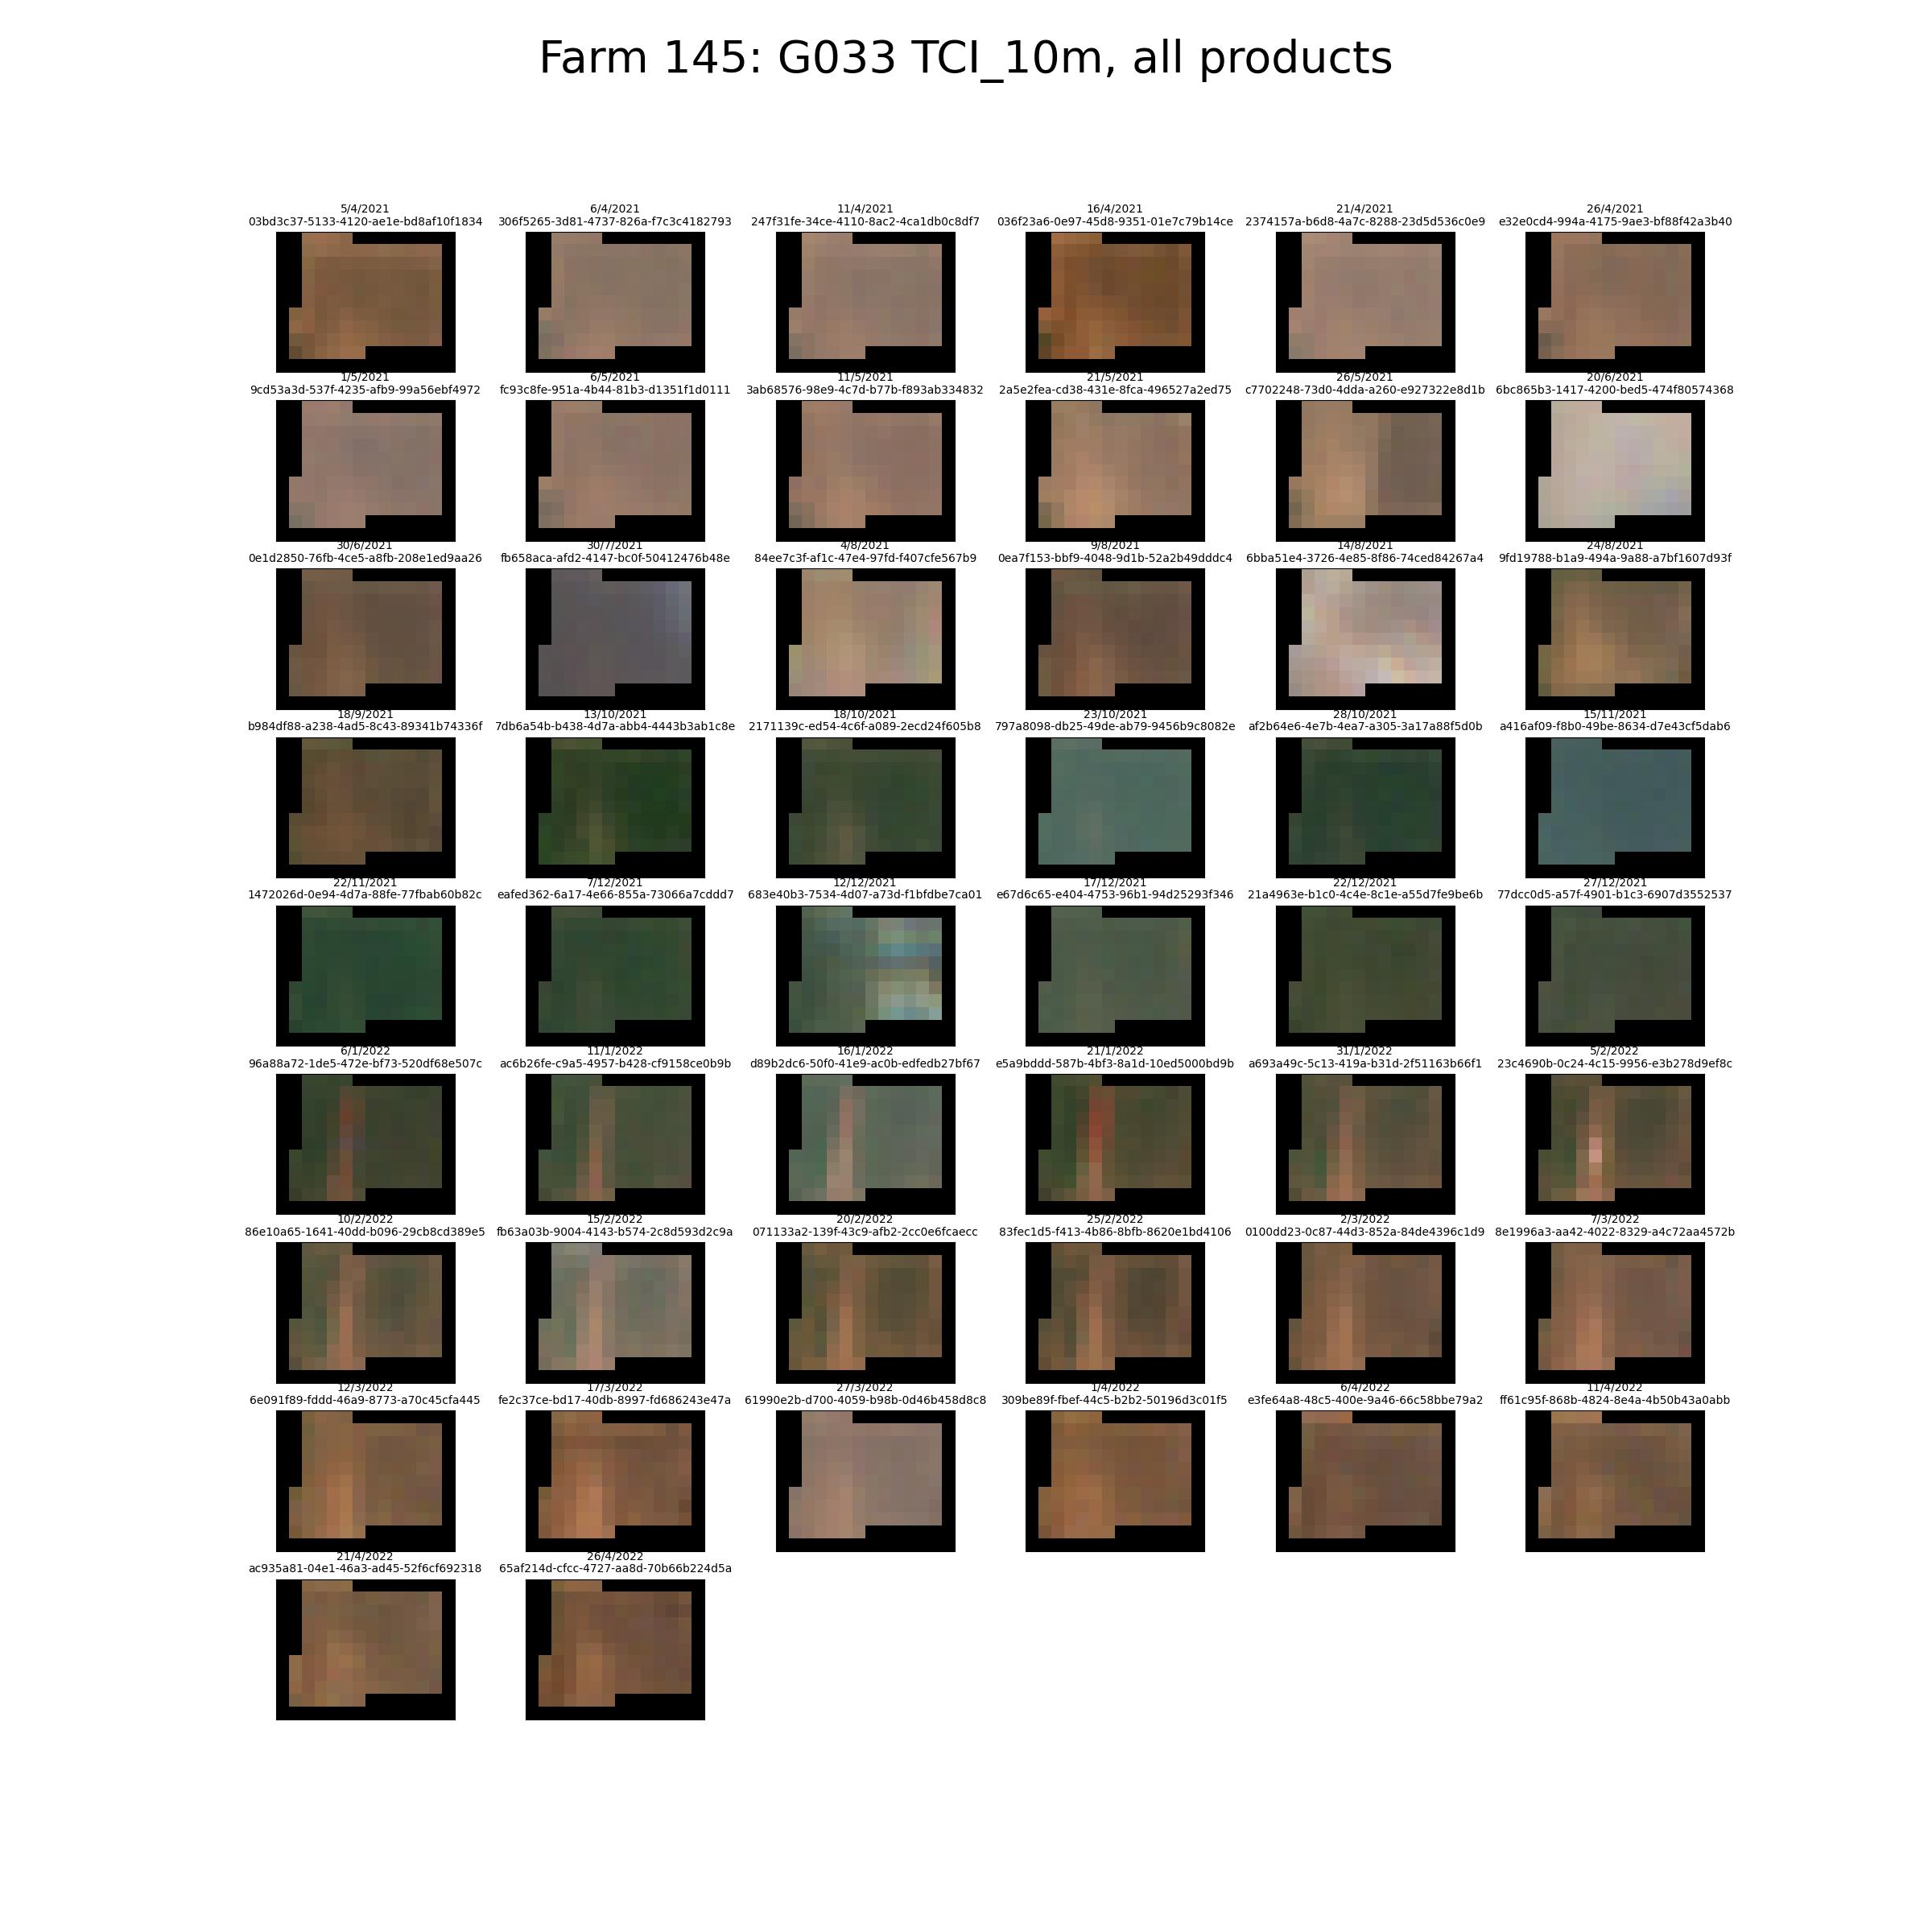 Farm 145: G033 TCI_10m, all products
5/4/2021 6/4/2021 11/4/2021 16/4/2021 21/4/2021 26/4/2021
03bd3c37-5133-4120-ae1e-bd8af10f1834 306f5265-3d81-4737-826a-f7c3c4182793 247f31fe-34ce-4110-8ac2-4ca1db0c8df7 036f23a6-0e97-45d8-9351-01e7c79b14ce 2374157a-b6d8-4a7c-8288-23d5d536c0e9 e32e0cd4-994a-4175-9ae3-bf88f42a3b40
1/5/2021 6/5/2021 11/5/2021 21/5/2021 26/5/2021 20/6/2021
9cd53a3d-537f-4235-afb9-99a56ebf4972 fc93c8fe-951a-4b44-81b3-d1351f1d0111 3ab68576-98e9-4c7d-b77b-f893ab334832 2a5e2fea-cd38-431e-8fca-496527a2ed75 c7702248-73d0-4dda-a260-e927322e8d1b 6bc865b3-1417-4200-bed5-474f80574368
30/6/2021 30/7/2021 4/8/2021 9/8/2021 14/8/2021 24/8/2021
0e1d2850-76fb-4ce5-a8fb-208e1ed9aa26 fb658aca-afd2-4147-bc0f-50412476b48e 84ee7c3f-af1c-47e4-97fd-f407cfe567b9 0ea7f153-bbf9-4048-9d1b-52a2b49dddc4 6bba51e4-3726-4e85-8f86-74ced84267a4 9fd19788-b1a9-494a-9a88-a7bf1607d93f
18/9/2021 13/10/2021 18/10/2021 23/10/2021 28/10/2021 15/11/2021
b984df88-a238-4ad5-8c43-89341b74336f 7db6a54b-b438-4d7a-abb4-4443b3ab1c8e 2171139c-ed54-4c6f-a089-2ecd24f605b8 797a8098-db25-49de-ab79-9456b9c8082e af2b64e6-4e7b-4ea7-a305-3a17a88f5d0b a416af09-f8b0-49be-8634-d7e43cf5dab6
22/11/2021 7/12/2021 12/12/2021 17/12/2021 22/12/2021 27/12/2021
1472026d-0e94-4d7a-88fe-77fbab60b82c eafed362-6a17-4e66-855a-73066a7cddd7 683e40b3-7534-4d07-a73d-f1bfdbe7ca01 e67d6c65-e404-4753-96b1-94d25293f346 21a4963e-b1c0-4c4e-8c1e-a55d7fe9be6b 77dcc0d5-a57f-4901-b1c3-6907d3552537
6/1/2022 11/1/2022 16/1/2022 21/1/2022 31/1/2022 5/2/2022
96a88a72-1de5-472e-bf73-520df68e507c ac6b26fe-c9a5-4957-b428-cf9158ce0b9b d89b2dc6-50f0-41e9-ac0b-edfedb27bf67 e5a9bddd-587b-4bf3-8a1d-10ed5000bd9b a693a49c-5c13-419a-b31d-2f51163b66f1 23c4690b-0c24-4c15-9956-e3b278d9ef8c
10/2/2022 15/2/2022 20/2/2022 25/2/2022 2/3/2022 7/3/2022
86e10a65-1641-40dd-b096-29cb8cd389e5 fb63a03b-9004-4143-b574-2c8d593d2c9a 071133a2-139f-43c9-afb2-2cc0e6fcaecc 83fec1d5-f413-4b86-8bfb-8620e1bd4106 0100dd23-0c87-44d3-852a-84de4396c1d9 8e1996a3-aa42-4022-8329-a4c72aa4572b
12/3/2022 17/3/2022 27/3/2022 1/4/2022 6/4/2022 11/4/2022
6e091f89-fddd-46a9-8773-a70c45cfa445 fe2c37ce-bd17-40db-8997-fd686243e47a 61990e2b-d700-4059-b98b-0d46b458d8c8 309be89f-fbef-44c5-b2b2-50196d3c01f5 e3fe64a8-48c5-400e-9a46-66c58bbe79a2 ff61c95f-868b-4824-8e4a-4b50b43a0abb
21/4/2022 26/4/2022
ac935a81-04e1-46a3-ad45-52f6cf692318 65af214d-cfcc-4727-aa8d-70b66b224d5a